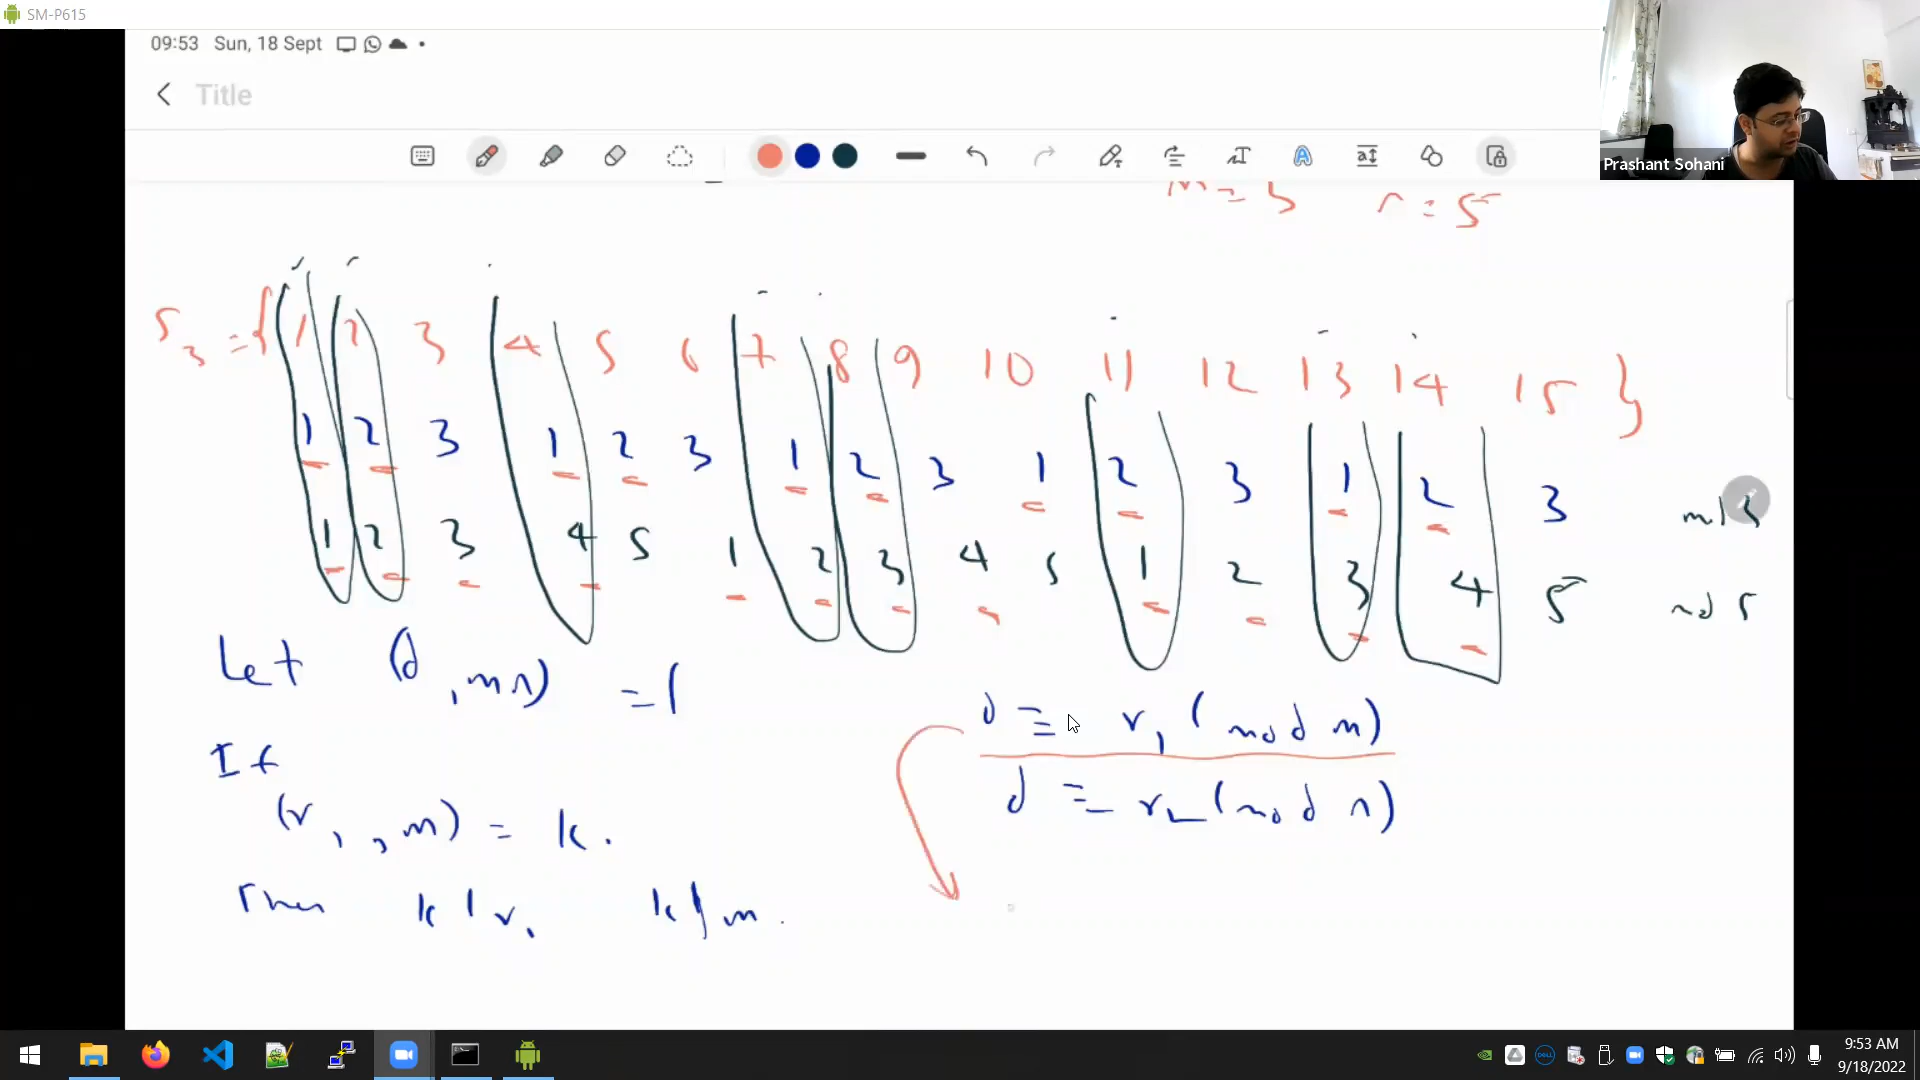 SM-P615
09:53 Sun, 18 Sept
Title
Prashant Sohani
m = 3 r = 5
S3 = { 1 2 3 4 5 6 7 8 9 10 11 12 13 14 15 }
1 2 3 1 2 3 1 2 3 1 2 3 1 2 3
1 2 3 4 5 1 2 3 4 5 1 2 3 4 5 mod 5
Let (d, mn) = 1
d ≡ r1 (mod m)
If
d ≡ r2 (mod n)
(r1, m) = k.
Then k | r1 k | m.
9:53 AM
9/18/2022